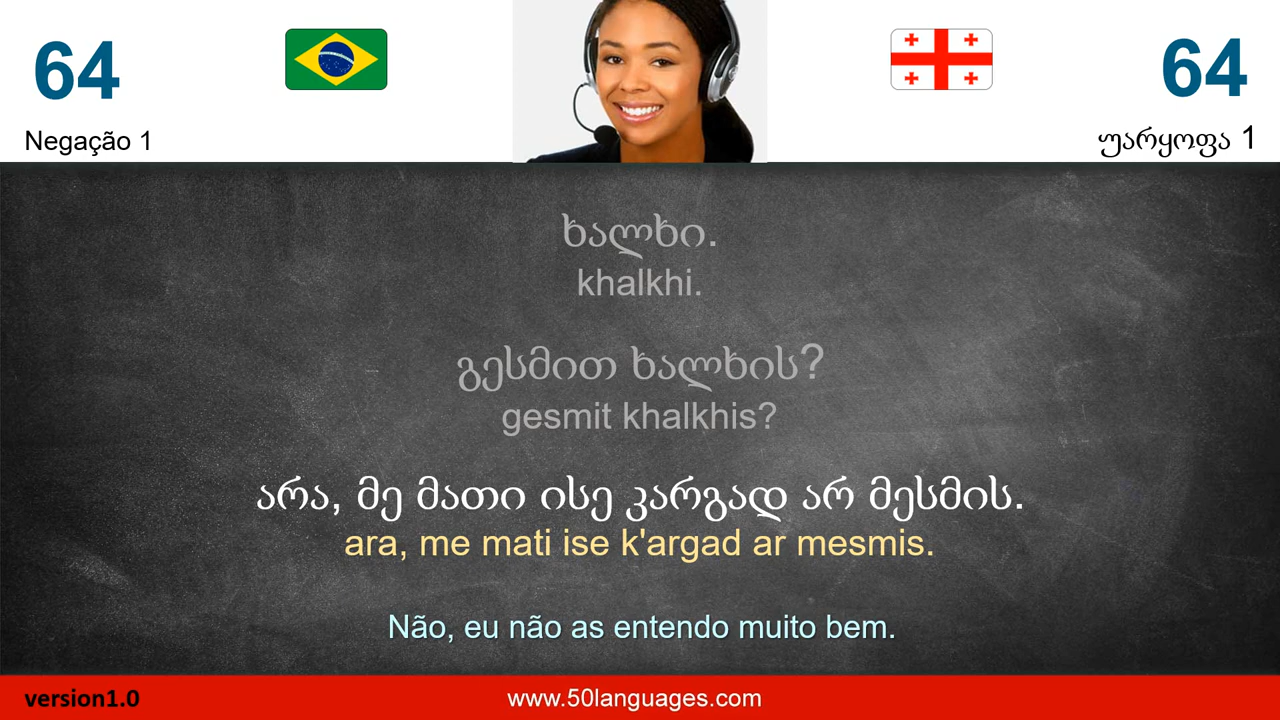 64
64
Negação 1
უარყოფა 1
ხალხი.
khalkhi.
გესმით ხალხის?
gesmit khalkhis?
არა, მე მათი ისე კარგად არ მესმის.
ara, me mati ise k'argad ar mesmis.
Não, eu não as entendo muito bem.
version1.0
www.50languages.com